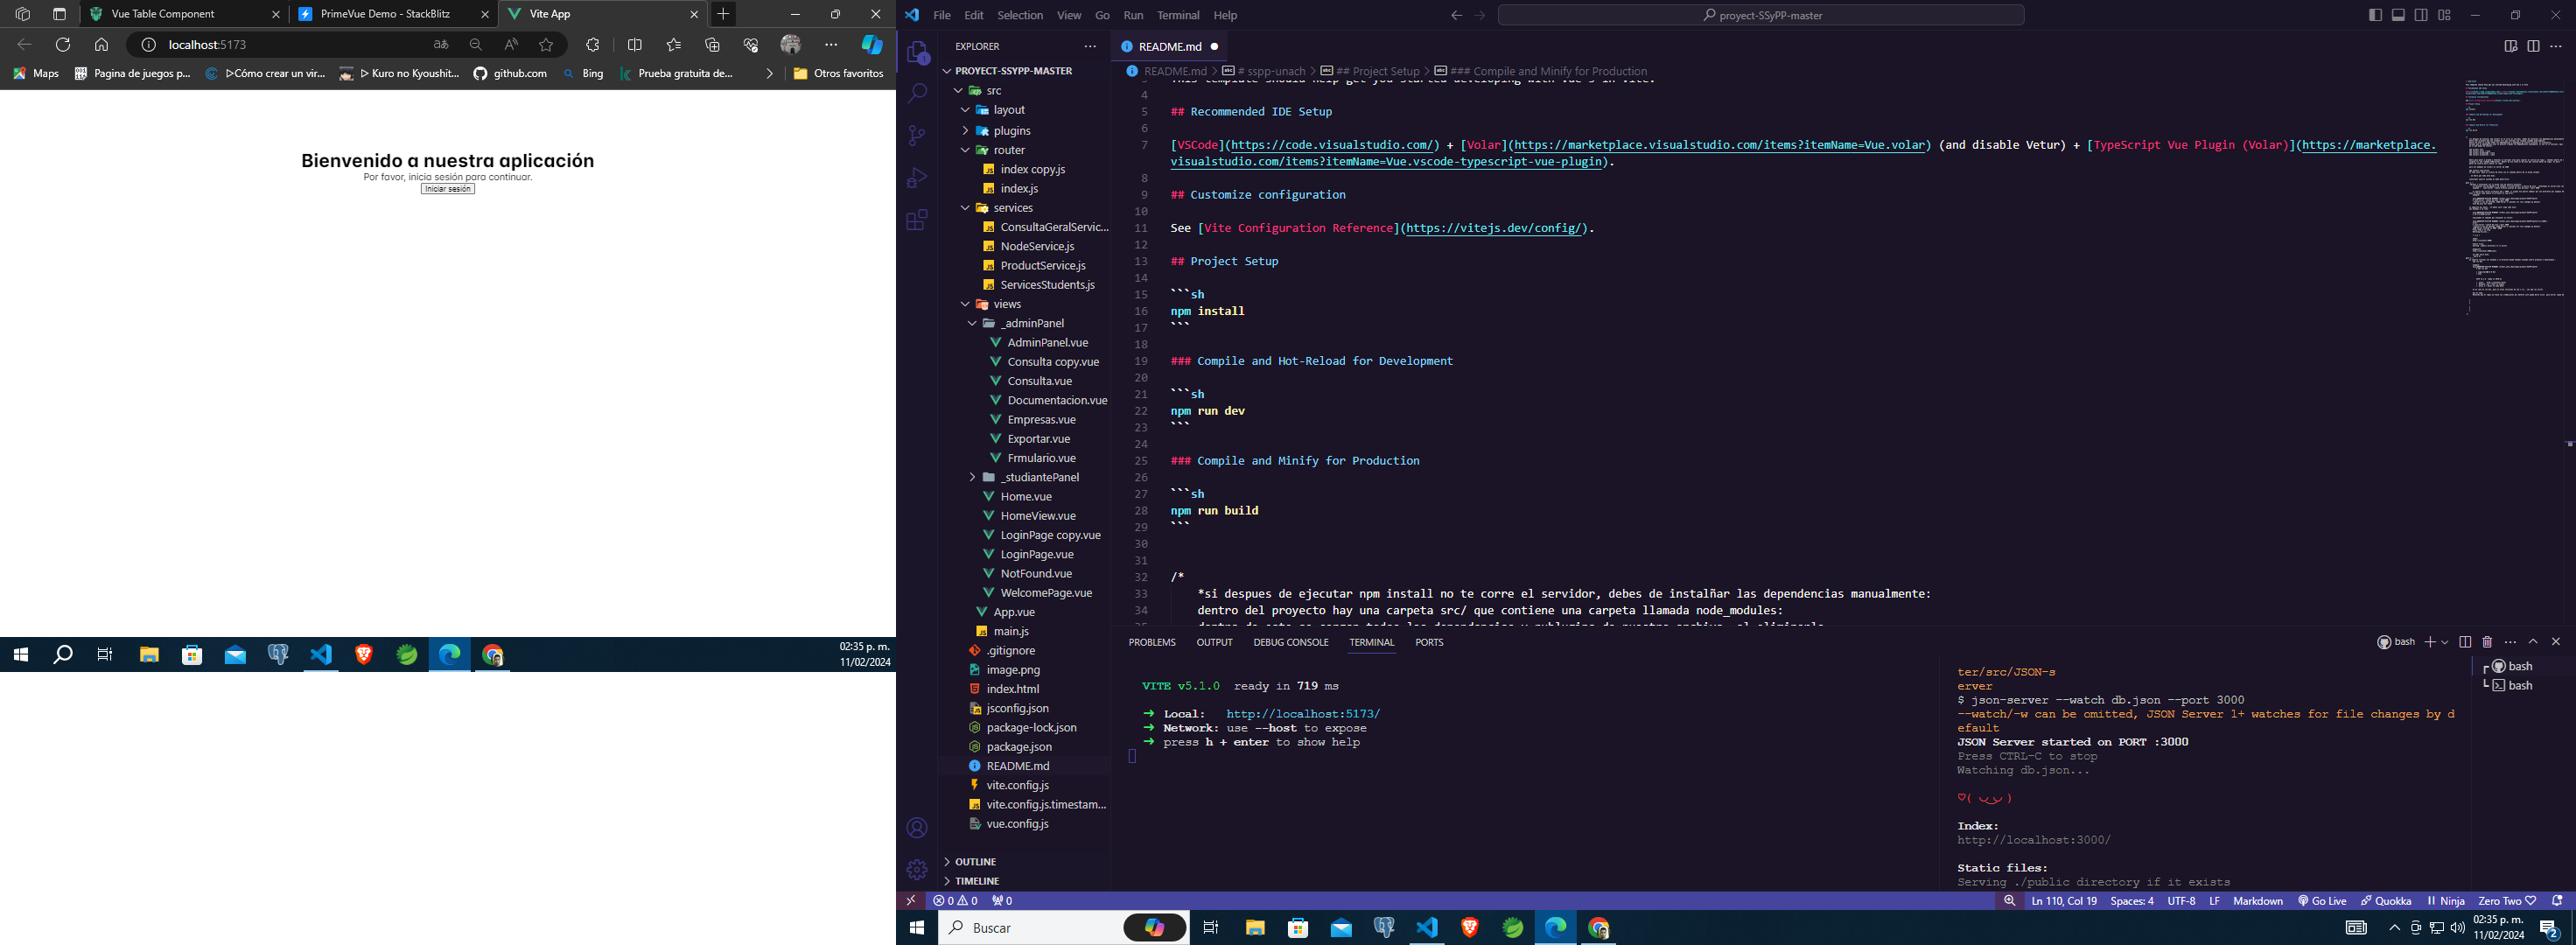 Vue Table Component
PrimeVue Demo - StackBlitz
Vite App
localhost:5173
Maps
Pagina de juegos p...
▷Cómo crear un vir...
▷ Kuro no Kyoushit...
github.com
Bing
Prueba gratuita de...
Otros favoritos
Bienvenido a nuestra aplicación
Por favor, inicia sesión para continuar.
Iniciar sesión
02:35 p. m.
11/02/2024
File Edit Selection View Go Run Terminal Help
proyect-SSyPP-master
EXPLORER
PROYECT-SSYPP-MASTER
src
layout
plugins
router
index copy.js
index.js
services
ConsultaGeralServic...
NodeService.js
ProductService.js
ServicesStudents.js
views
_adminPanel
AdminPanel.vue
Consulta copy.vue
Consulta.vue
Documentacion.vue
Empresas.vue
Exportar.vue
Frmulario.vue
_studiantePanel
Home.vue
HomeView.vue
LoginPage copy.vue
LoginPage.vue
NotFound.vue
WelcomePage.vue
App.vue
main.js
.gitignore
image.png
index.html
jsconfig.json
package-lock.json
package.json
README.md
vite.config.js
vite.config.js.timestam...
vue.config.js
OUTLINE
TIMELINE
README.md
README.md > # sspp-unach > ## Project Setup > ### Compile and Minify for Production
This template should help get you started developing with Vue 3 in Vite.
4
5 ## Recommended IDE Setup
6
7 [VSCode](https://code.visualstudio.com/) + [Volar](https://marketplace.visualstudio.com/items?itemName=Vue.volar) (and disable Vetur) + [TypeScript Vue Plugin (Volar)](https://marketplace.
visualstudio.com/items?itemName=Vue.vscode-typescript-vue-plugin).
8
9 ## Customize configuration
10
11 See [Vite Configuration Reference](https://vitejs.dev/config/).
12
13 ## Project Setup
14
15 ```sh
16 npm install
17 ```
18
19 ### Compile and Hot-Reload for Development
20
21 ```sh
22 npm run dev
23 ```
24
25 ### Compile and Minify for Production
26
27 ```sh
28 npm run build
29 ```
30
31
32 /*
33 *si despues de ejecutar npm install no te corre el servidor, debes de instalñar las dependencias manualmente:
34 dentro del proyecto hay una carpeta src/ que contiene una carpeta llamada node_modules:
PROBLEMS OUTPUT DEBUG CONSOLE TERMINAL PORTS
bash
VITE v5.1.0 ready in 719 ms
➜ Local: http://localhost:5173/
➜ Network: use --host to expose
➜ press h + enter to show help
ter/src/JSON-s
erver
$ json-server --watch db.json --port 3000
--watch/-w can be omitted, JSON Server 1+ watches for file changes by d
efault
JSON Server started on PORT :3000
Press CTRL-C to stop
Watching db.json...
♡( ◡‿◡ )
Index:
http://localhost:3000/
Static files:
Serving ./public directory if it exists
bash
bash
0 0 0
Ln 110, Col 19 Spaces: 4 UTF-8 LF Markdown Go Live Quokka Ninja Zero Two ♡
Buscar
02:35 p. m.
11/02/2024
2